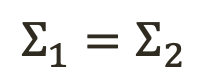 Σ₁ = Σ₂